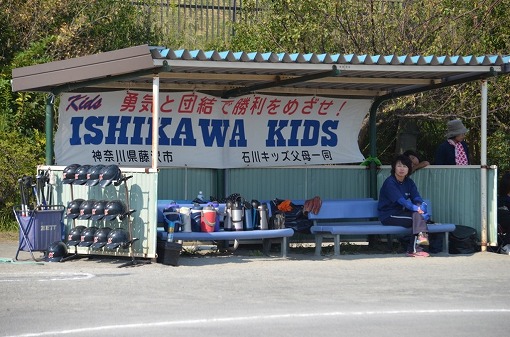 Kids 勇気と団結で勝利をめざせ！
ISHIKAWA KIDS
神奈川県藤沢市 石川キッズ父母一同